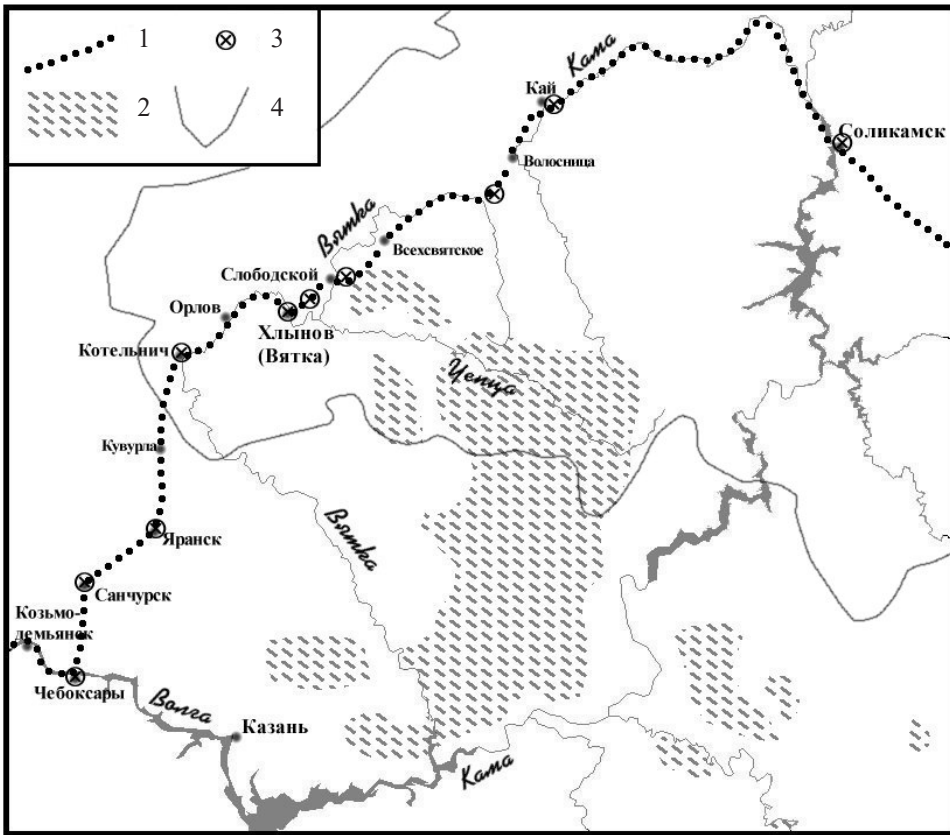 1
3
2
4
Кама
Кай
Соликамск
Волосница
Вятка
Всехсвятское
Слободской
Орлов
Хлынов
(Вятка)
Котельнич
Чепца
Кувурла
Вятка
Яранск
Санчурск
Козьмо-
демьянск
Чебоксары
Волга
Казань
Кама